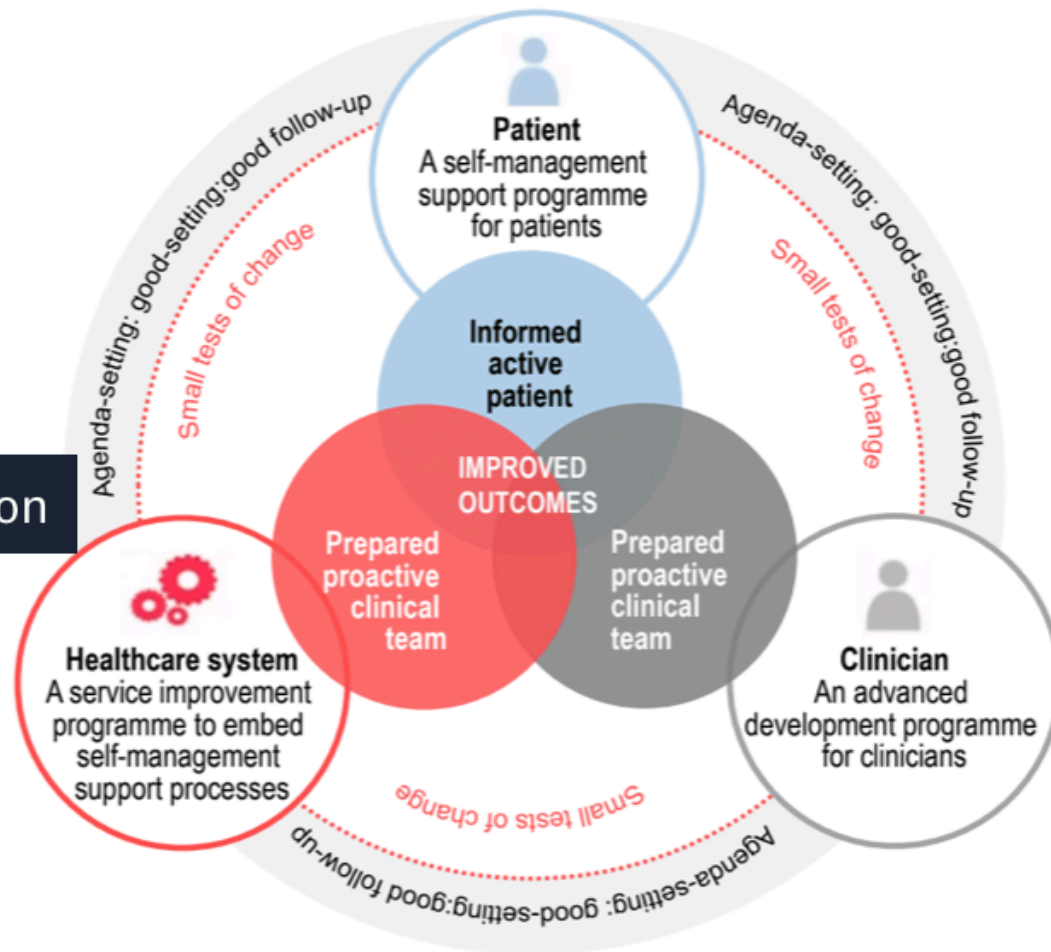 Agenda-setting: good-setting:good follow-up
Agenda-setting: good-setting:good follow-up
Small tests of change
Small tests of change
Patient
A self-management
support programme
for patients
Informed
active
patient
IMPROVED
OUTCOMES
Prepared
proactive
clinical
team
Prepared
proactive
clinical
team
on
Healthcare system
A service improvement
programme to embed
self-management
support processes
Clinician
An advanced
development programme
for clinicians
Small tests of change
Agenda-setting: good-setting:good follow-up